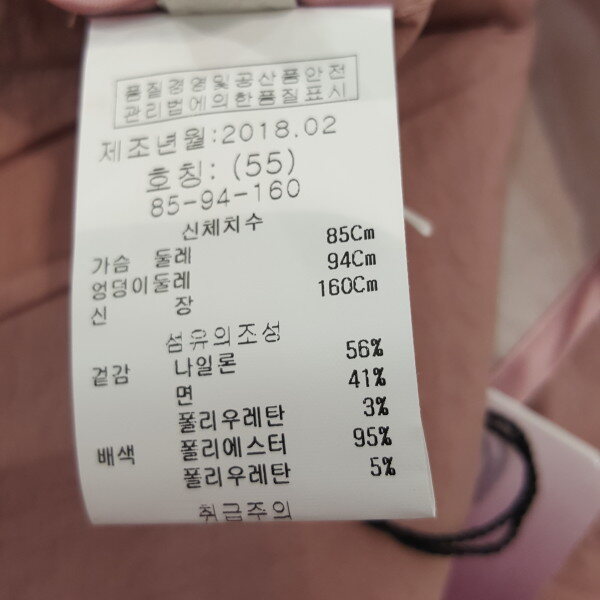 품질경영및공산품안전
관리법에의한품질표시
제조년월:2018.02
호칭: (55)
85-94-160
신체치수
가슴 둘레 85Cm
엉덩이둘레 94Cm
신 장 160Cm
섬유의조성
겉감 나일론 56%
면 41%
폴리우레탄 3%
배색 폴리에스터 95%
폴리우레탄 5%
취급주의